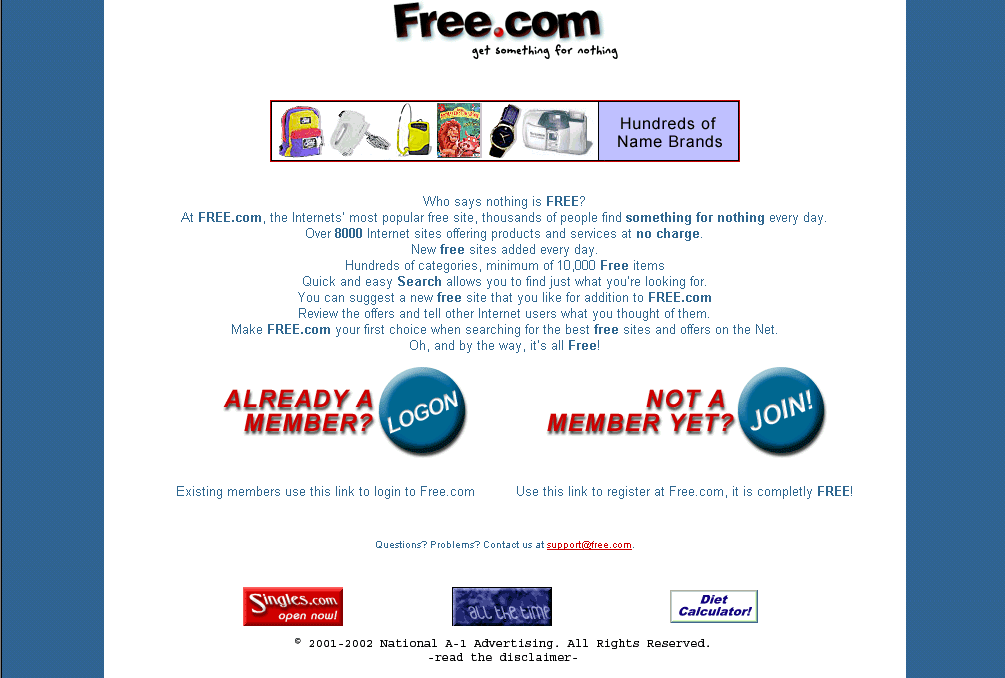 Free.com
get something for nothing
Hundreds of
Name Brands
Who says nothing is FREE?
At FREE.com, the Internets' most popular free site, thousands of people find something for nothing every day.
Over 8000 Internet sites offering products and services at no charge.
New free sites added every day.
Hundreds of categories, minimum of 10,000 Free items
Quick and easy Search allows you to find just what you're looking for.
You can suggest a new free site that you like for addition to FREE.com
Review the offers and tell other Internet users what you thought of them.
Make FREE.com your first choice when searching for the best free sites and offers on the Net.
Oh, and by the way, it's all Free!
ALREADY A
MEMBER?
LOGON
NOT A
MEMBER YET?
JOIN!
Existing members use this link to login to Free.com
Use this link to register at Free.com, it is completly FREE!
Questions? Problems? Contact us at support@free.com.
Singles.com
open now!
all the time
Diet
Calculator!
© 2001-2002 National A-1 Advertising. All Rights Reserved.
-read the disclaimer-